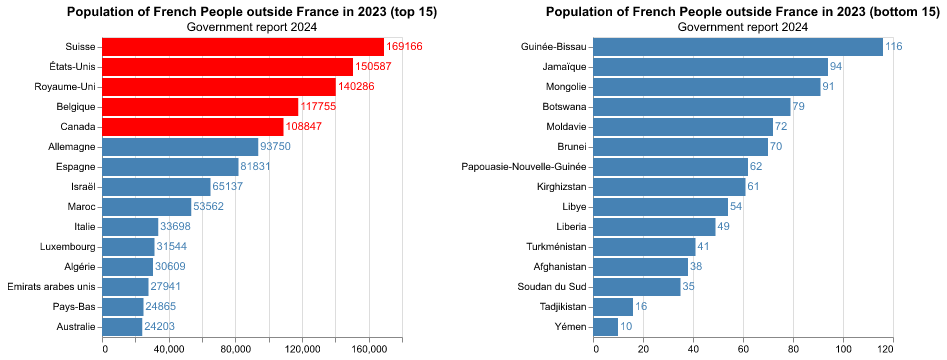 Population of French People outside France in 2023 (top 15)
Government report 2024
Suisse 169166
États-Unis 150587
Royaume-Uni 140286
Belgique 117755
Canada 108847
Allemagne 93750
Espagne 81831
Israël 65137
Maroc 53562
Italie 33698
Luxembourg 31544
Algérie 30609
Emirats arabes unis 27941
Pays-Bas 24865
Australie 24203
0 40,000 80,000 120,000 160,000
Population of French People outside France in 2023 (bottom 15)
Government report 2024
Guinée-Bissau 116
Jamaïque 94
Mongolie 91
Botswana 79
Moldavie 72
Brunei 70
Papouasie-Nouvelle-Guinée 62
Kirghizstan 61
Libye 54
Liberia 49
Turkménistan 41
Afghanistan 38
Soudan du Sud 35
Tadjikistan 16
Yémen 10
0 20 40 60 80 100 120